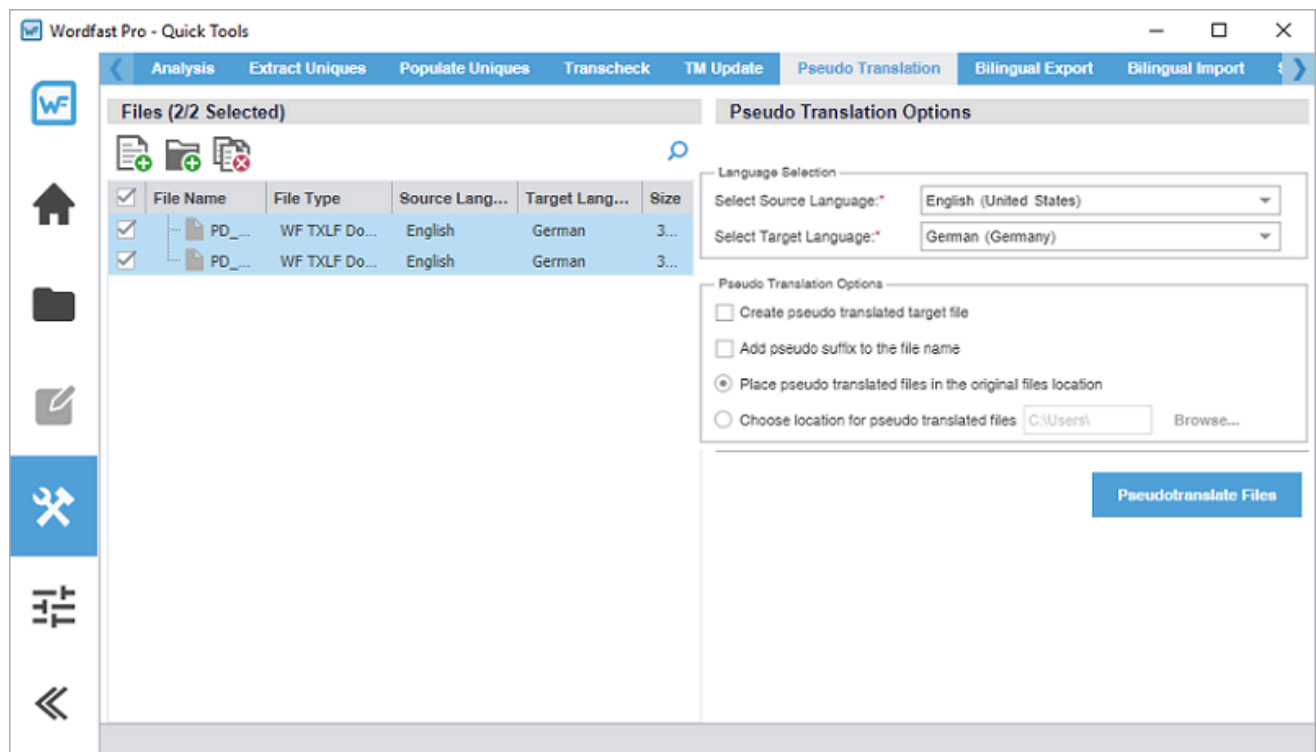 Wordfast Pro - Quick Tools
Analysis Extract Uniques Populate Uniques Transcheck TM Update Pseudo Translation Bilingual Export Bilingual Import
WF
Files (2/2 Selected)
Pseudo Translation Options
Language Selection
File Name File Type Source Lang... Target Lang... Size
Select Source Language:* English (United States)
PD_... WF TXLF Do... English German 3...
Select Target Language:* German (Germany)
PD_... WF TXLF Do... English German 3...
Pseudo Translation Options
Create pseudo translated target file
Add pseudo suffix to the file name
Place pseudo translated files in the original files location
Choose location for pseudo translated files C:\Users\ Browse...
Pseudotranslate Files